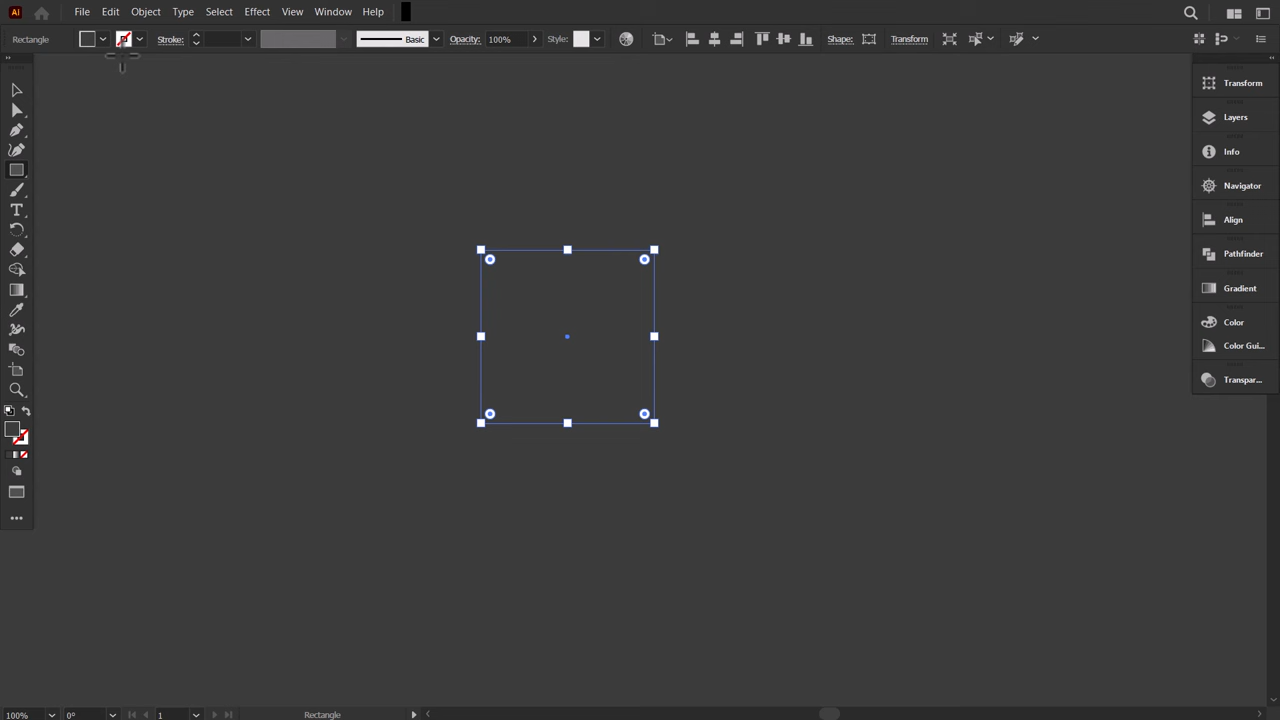 Ai File Edit Object Type Select Effect View Window Help
Rectangle Stroke: Basic Opacity: 100% Style: Shape: Transform
Transform
Layers
Info
Navigator
Align
Pathfinder
Gradient
Color
Color Gui...
Transpar...
100% 0° 1 Rectangle